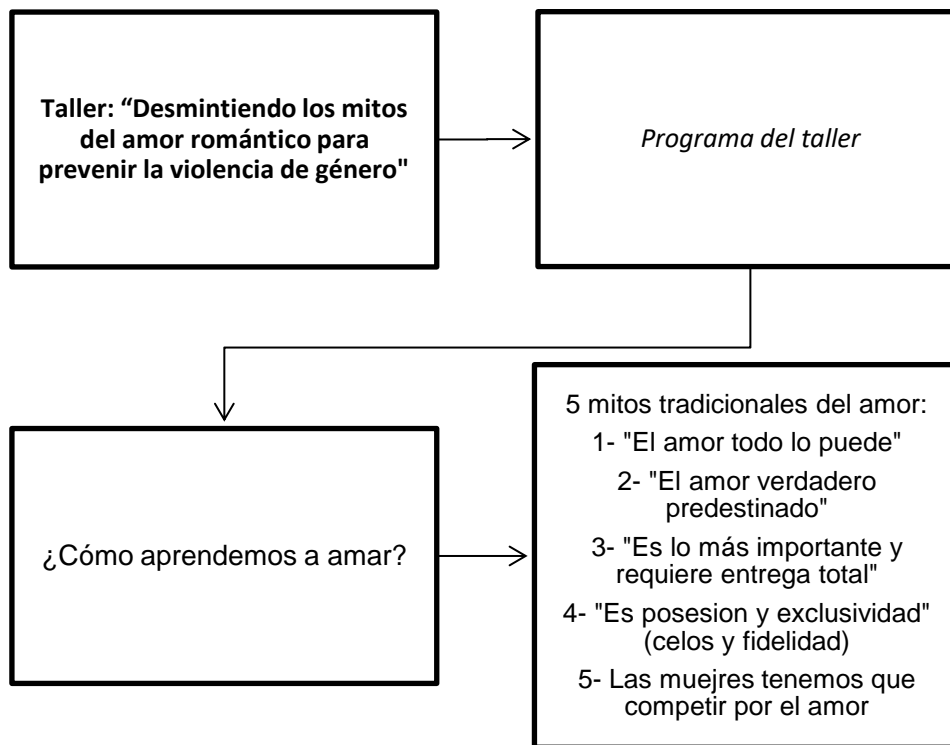 Taller: “Desmintiendo los mitos
del amor romántico para
prevenir la violencia de género"
Programa del taller
¿Cómo aprendemos a amar?
5 mitos tradicionales del amor:
1- "El amor todo lo puede"
2- "El amor verdadero
predestinado"
3- "Es lo más importante y
requiere entrega total"
4- "Es posesion y exclusividad"
(celos y fidelidad)
5- Las muejres tenemos que
competir por el amor